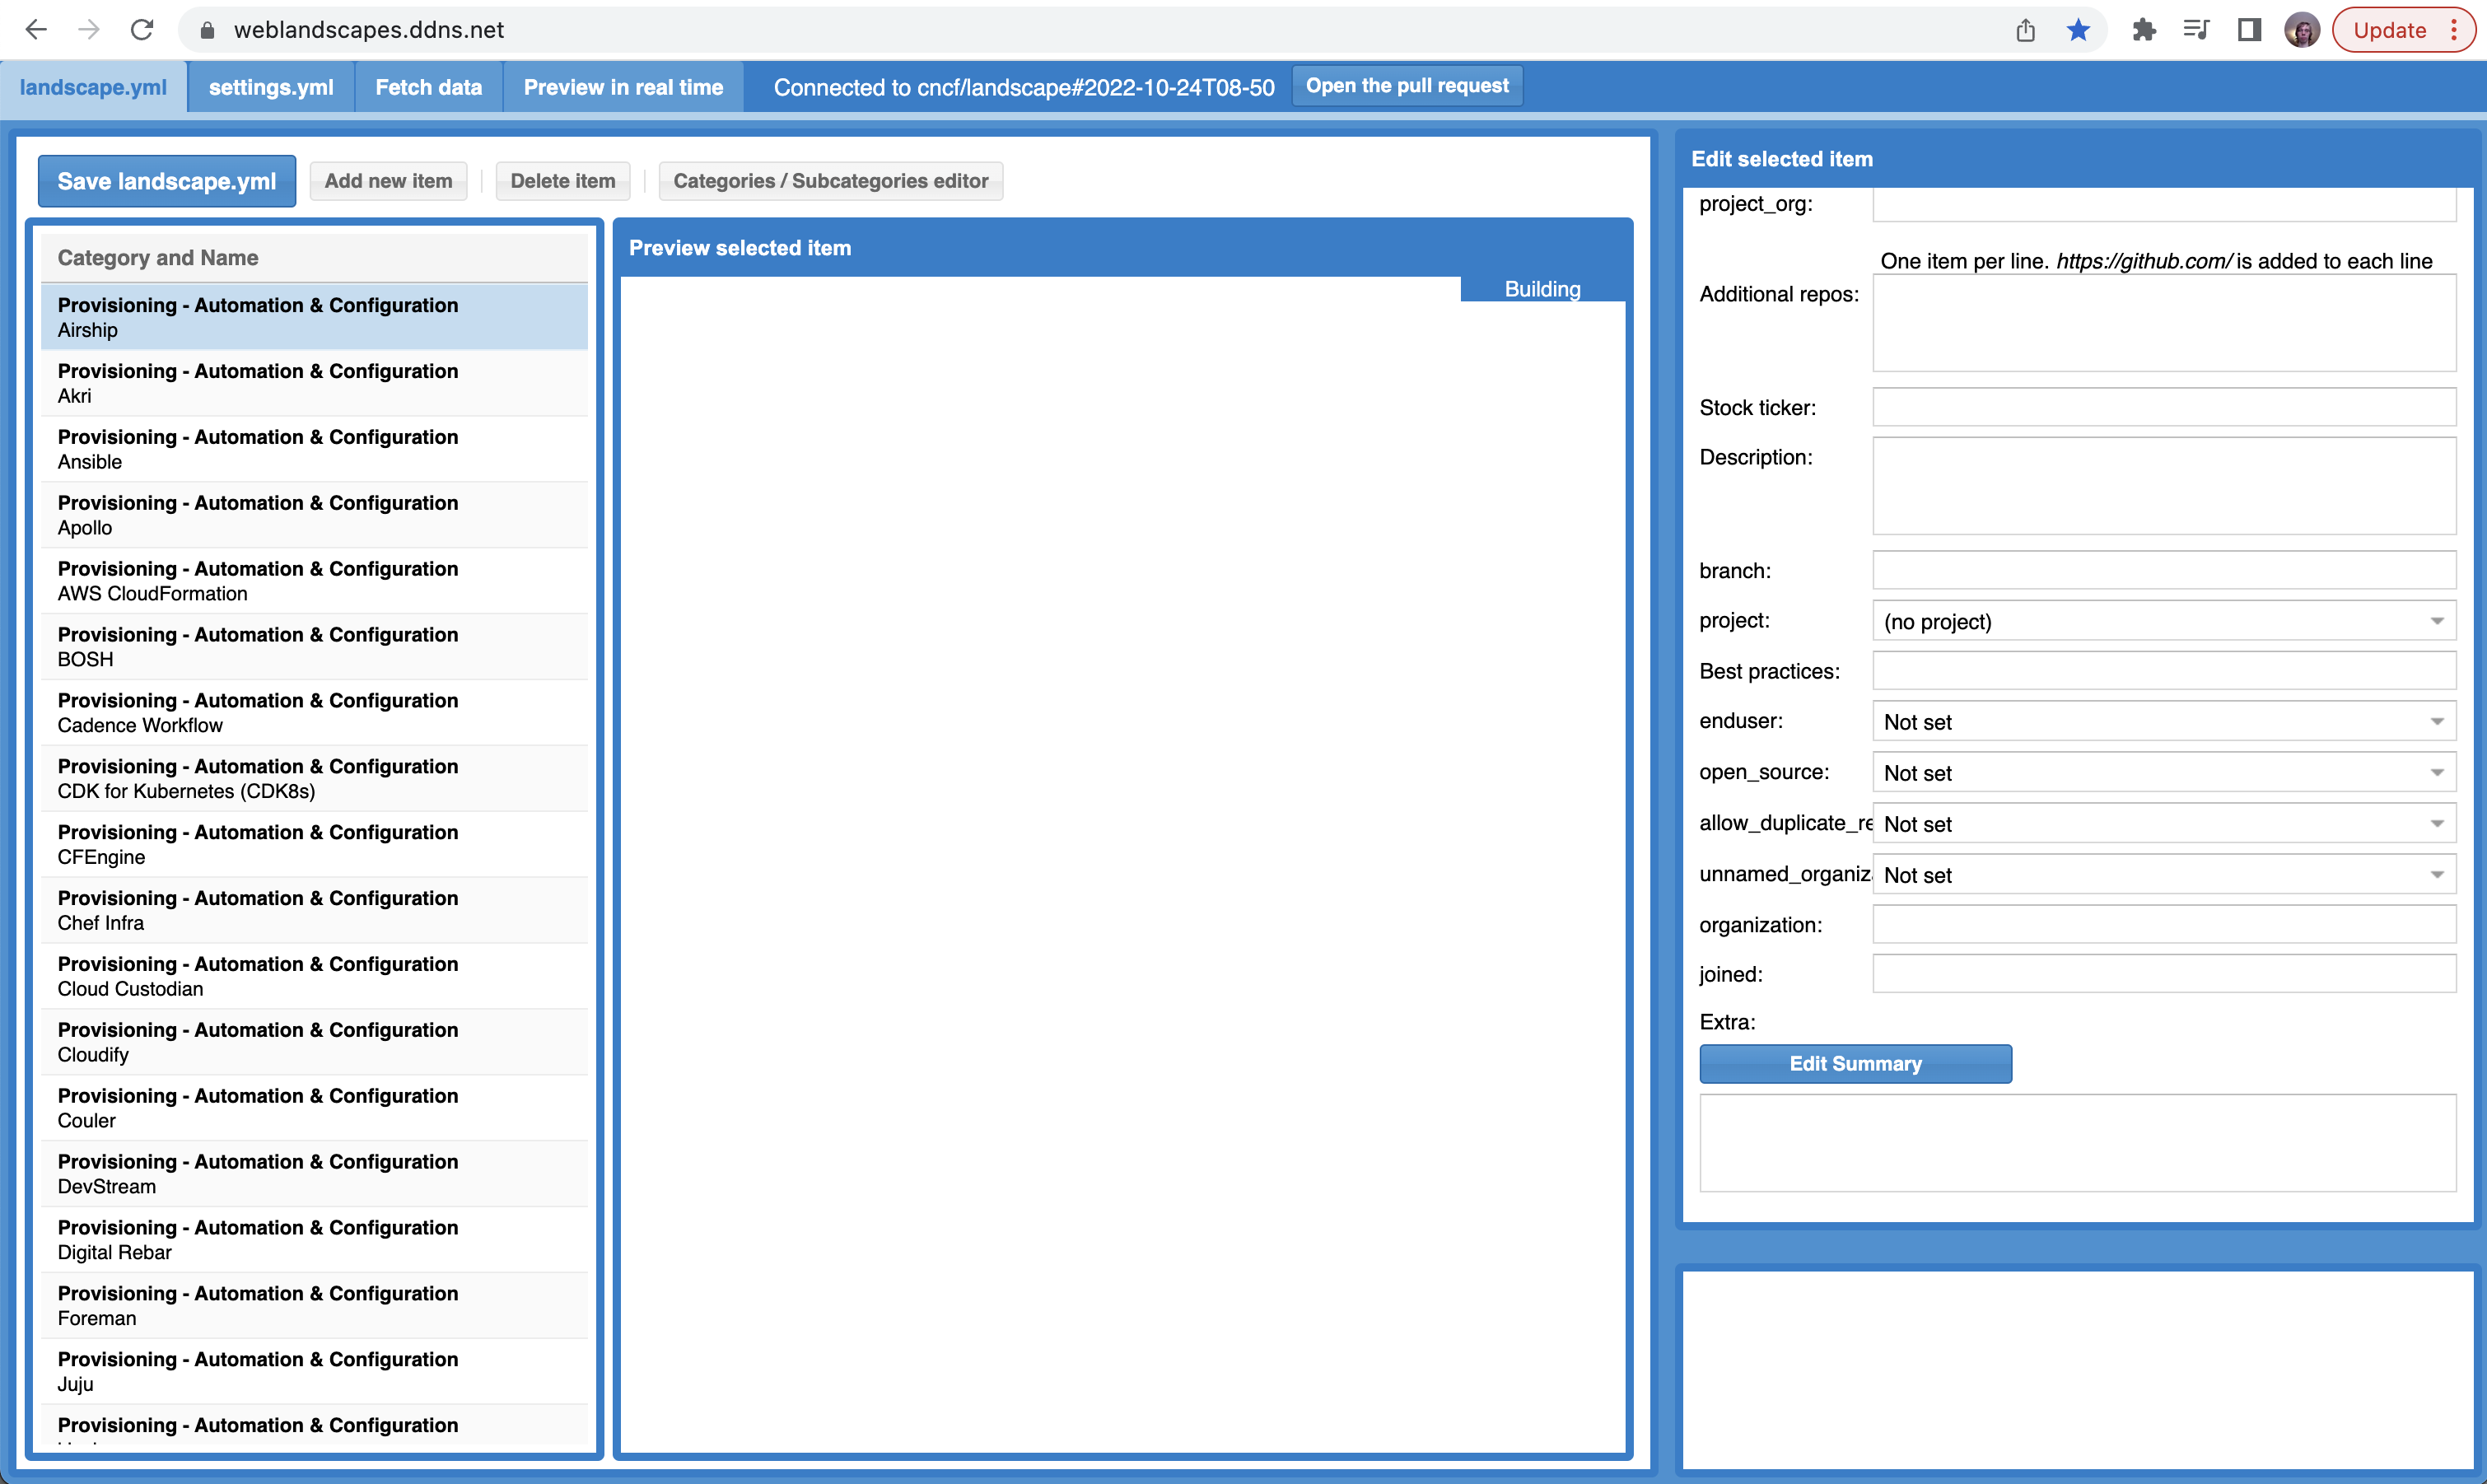 weblandscapes.ddns.net
Update
landscape.yml
settings.yml
Fetch data
Preview in real time
Connected to cncf/landscape#2022-10-24T08-50
Open the pull request
Save landscape.yml
Add new item
Delete item
Categories / Subcategories editor
Category and Name
Provisioning - Automation & Configuration
Airship
Provisioning - Automation & Configuration
Akri
Provisioning - Automation & Configuration
Ansible
Provisioning - Automation & Configuration
Apollo
Provisioning - Automation & Configuration
AWS CloudFormation
Provisioning - Automation & Configuration
BOSH
Provisioning - Automation & Configuration
Cadence Workflow
Provisioning - Automation & Configuration
CDK for Kubernetes (CDK8s)
Provisioning - Automation & Configuration
CFEngine
Provisioning - Automation & Configuration
Chef Infra
Provisioning - Automation & Configuration
Cloud Custodian
Provisioning - Automation & Configuration
Cloudify
Provisioning - Automation & Configuration
Couler
Provisioning - Automation & Configuration
DevStream
Provisioning - Automation & Configuration
Digital Rebar
Provisioning - Automation & Configuration
Foreman
Provisioning - Automation & Configuration
Juju
Provisioning - Automation & Configuration
Preview selected item
Building
Edit selected item
project_org:
One item per line. https://github.com/ is added to each line
Additional repos:
Stock ticker:
Description:
branch:
project:
(no project)
Best practices:
enduser:
Not set
open_source:
Not set
allow_duplicate_re
Not set
unnamed_organiz
Not set
organization:
joined:
Extra:
Edit Summary